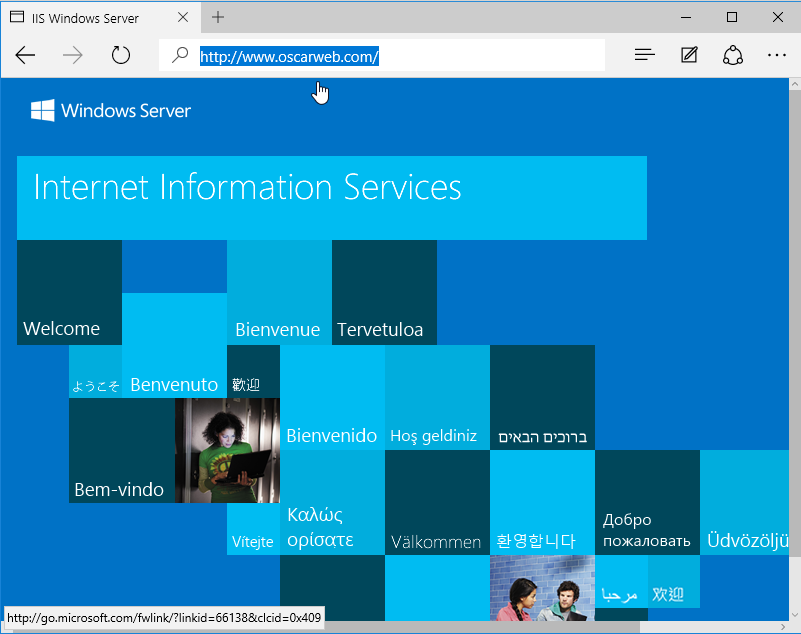 IIS Windows Server
http://www.oscarweb.com/
Windows Server
Internet Information Services
Welcome
Bienvenue
Tervetuloa
ようこそ
Benvenuto
歡迎
Bienvenido
Hoş geldiniz
ברוכים הבאים
Bem-vindo
Vítejte
Καλώς
ορίσατε
Välkommen
환영합니다
Добро
пожаловать
Üdvözöljü
مرحبا
欢迎
http://go.microsoft.com/fwlink/?linkid=66138&clcid=0x409